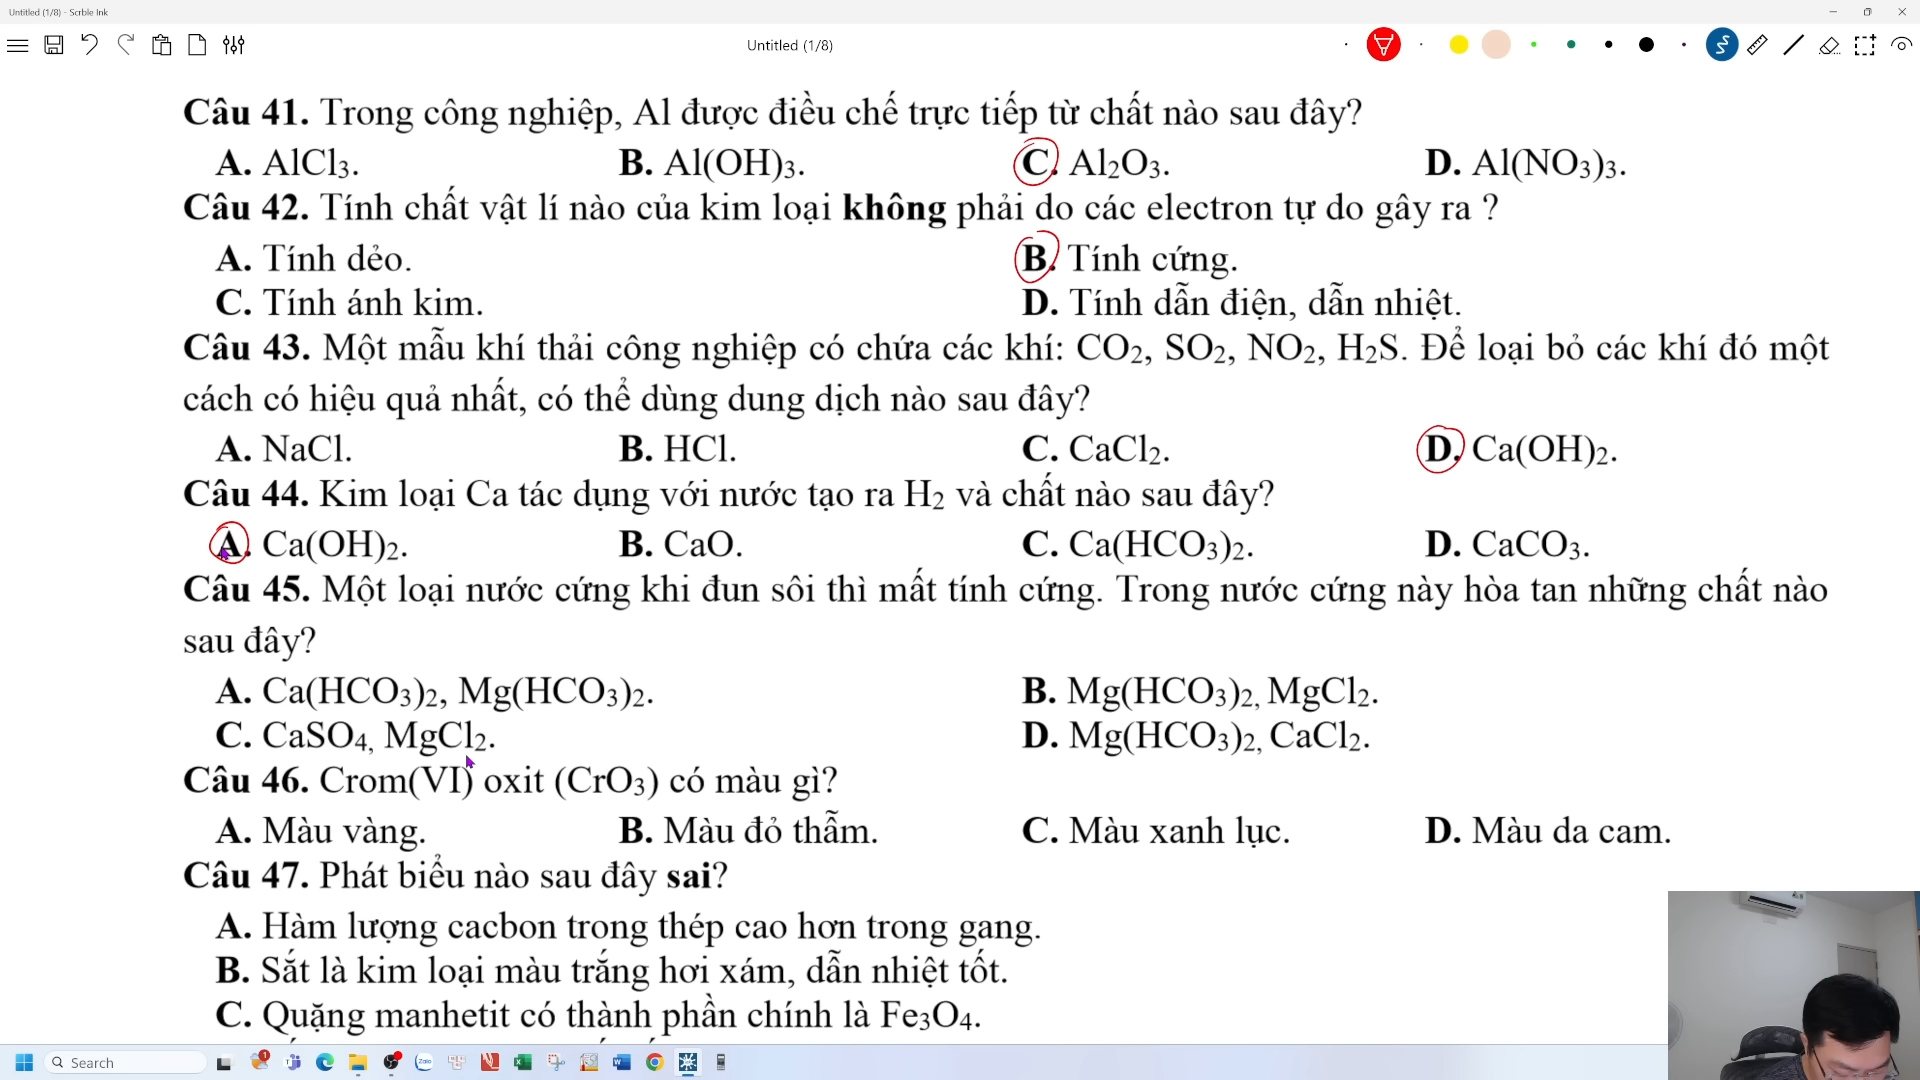 Untitled (1/8) - Scrble Ink
Untitled (1/8)
Câu 41. Trong công nghiệp, Al được điều chế trực tiếp từ chất nào sau đây?
A. AlCl₃. B. Al(OH)₃. C. Al₂O₃. D. Al(NO₃)₃.
Câu 42. Tính chất vật lí nào của kim loại không phải do các electron tự do gây ra ?
A. Tính dẻo. B. Tính cứng.
C. Tính ánh kim. D. Tính dẫn điện, dẫn nhiệt.
Câu 43. Một mẫu khí thải công nghiệp có chứa các khí: CO₂, SO₂, NO₂, H₂S. Để loại bỏ các khí đó một
cách có hiệu quả nhất, có thể dùng dung dịch nào sau đây?
A. NaCl. B. HCl. C. CaCl₂. D. Ca(OH)₂.
Câu 44. Kim loại Ca tác dụng với nước tạo ra H₂ và chất nào sau đây?
A. Ca(OH)₂. B. CaO. C. Ca(HCO₃)₂. D. CaCO₃.
Câu 45. Một loại nước cứng khi đun sôi thì mất tính cứng. Trong nước cứng này hòa tan những chất nào
sau đây?
A. Ca(HCO₃)₂, Mg(HCO₃)₂. B. Mg(HCO₃)₂, MgCl₂.
C. CaSO₄, MgCl₂. D. Mg(HCO₃)₂, CaCl₂.
Câu 46. Crom(VI) oxit (CrO₃) có màu gì?
A. Màu vàng. B. Màu đỏ thẫm. C. Màu xanh lục. D. Màu da cam.
Câu 47. Phát biểu nào sau đây sai?
A. Hàm lượng cacbon trong thép cao hơn trong gang.
B. Sắt là kim loại màu trắng hơi xám, dẫn nhiệt tốt.
C. Quặng manhetit có thành phần chính là Fe₃O₄.
Search